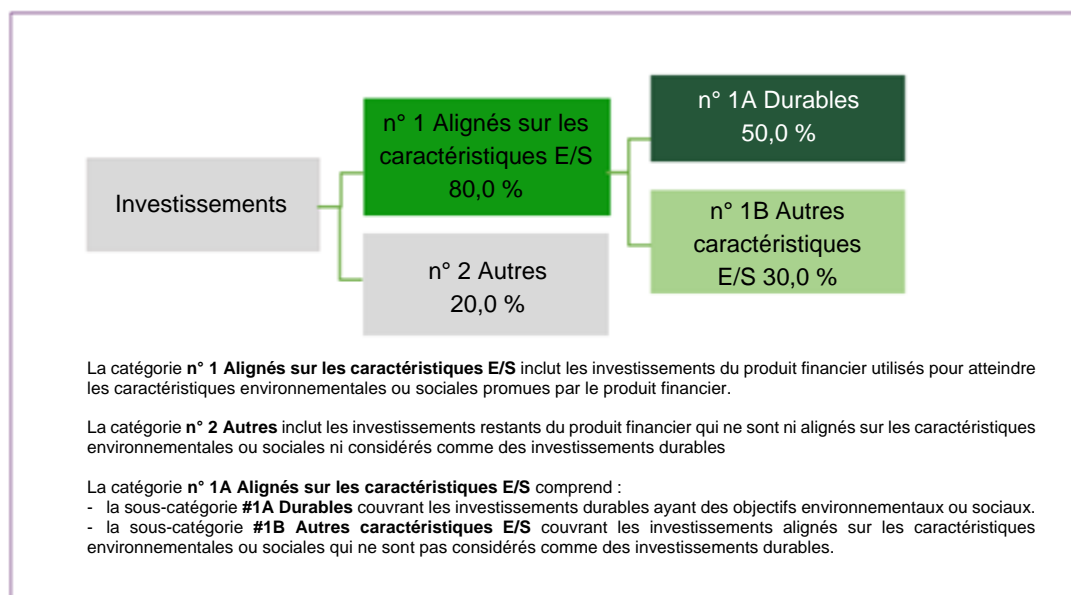 Investissements
n° 1 Alignés sur les
caractéristiques E/S
80,0 %
n° 2 Autres
20,0 %
n° 1A Durables
50,0 %
n° 1B Autres
caractéristiques
E/S 30,0 %
La catégorie n° 1 Alignés sur les caractéristiques E/S inclut les investissements du produit financier utilisés pour atteindre
les caractéristiques environnementales ou sociales promues par le produit financier.
La catégorie n° 2 Autres inclut les investissements restants du produit financier qui ne sont ni alignés sur les caractéristiques
environnementales ou sociales ni considérés comme des investissements durables
La catégorie n° 1A Alignés sur les caractéristiques E/S comprend :
- la sous-catégorie #1A Durables couvrant les investissements durables ayant des objectifs environnementaux ou sociaux.
- la sous-catégorie #1B Autres caractéristiques E/S couvrant les investissements alignés sur les caractéristiques
environnementales ou sociales qui ne sont pas considérés comme des investissements durables.